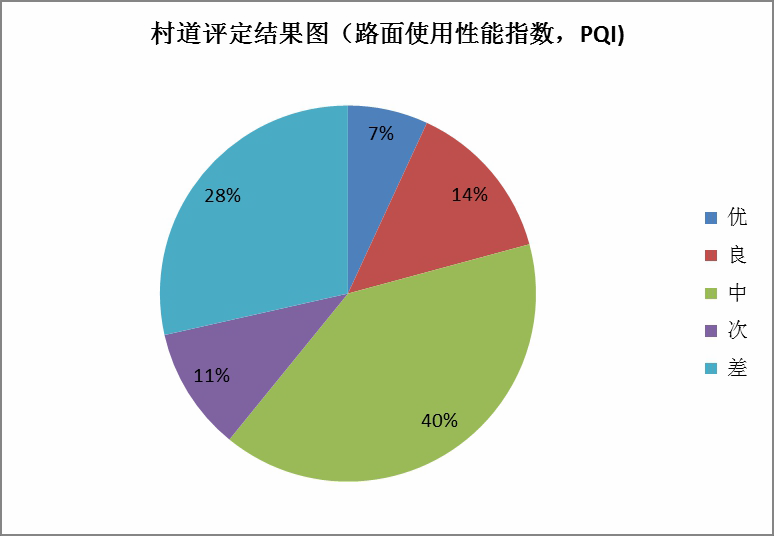 村道评定结果图（路面使用性能指数，PQI)
7%
14%
40%
11%
28%
优
良
中
次
差